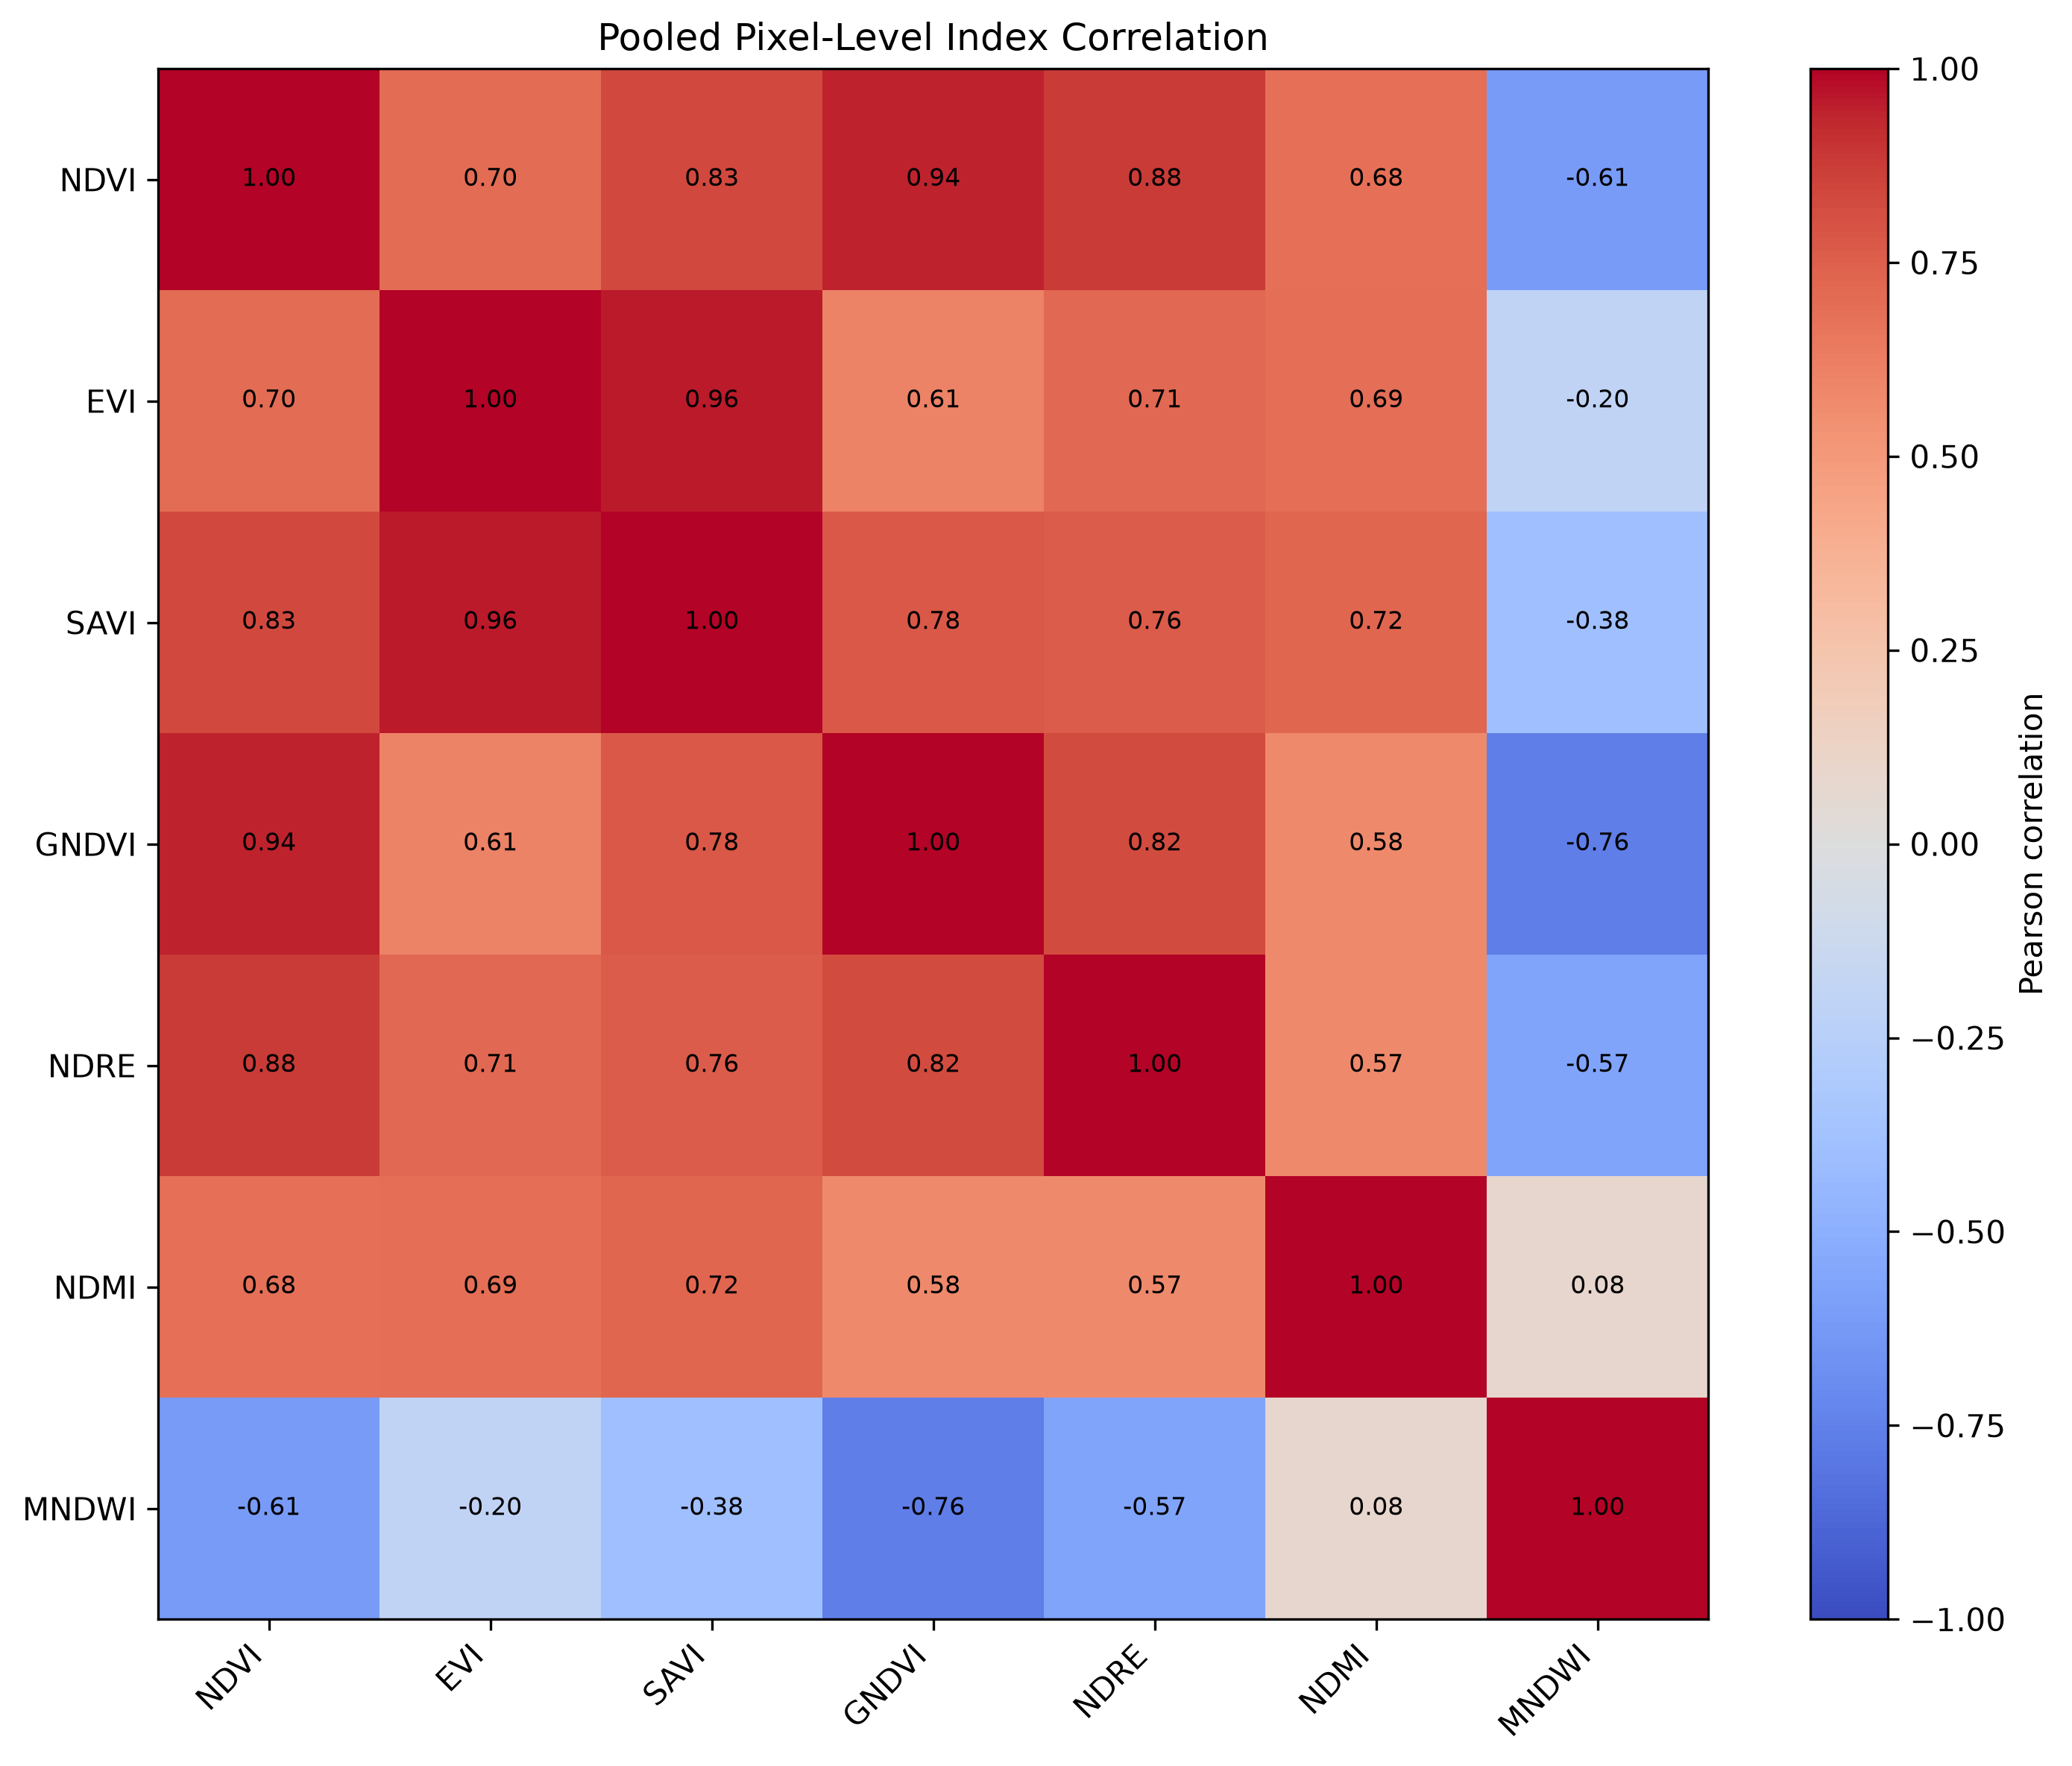 Pooled Pixel-Level Index Correlation
NDVI 1.00 0.70 0.83 0.94 0.88 0.68 -0.61
EVI 0.70 1.00 0.96 0.61 0.71 0.69 -0.20
SAVI 0.83 0.96 1.00 0.78 0.76 0.72 -0.38
GNDVI 0.94 0.61 0.78 1.00 0.82 0.58 -0.76
NDRE 0.88 0.71 0.76 0.82 1.00 0.57 -0.57
NDMI 0.68 0.69 0.72 0.58 0.57 1.00 0.08
MNDWI -0.61 -0.20 -0.38 -0.76 -0.57 0.08 1.00
NDVI EVI SAVI GNDVI NDRE NDMI MNDWI
1.00
0.75
0.50
0.25
0.00
−0.25
−0.50
−0.75
−1.00
Pearson correlation